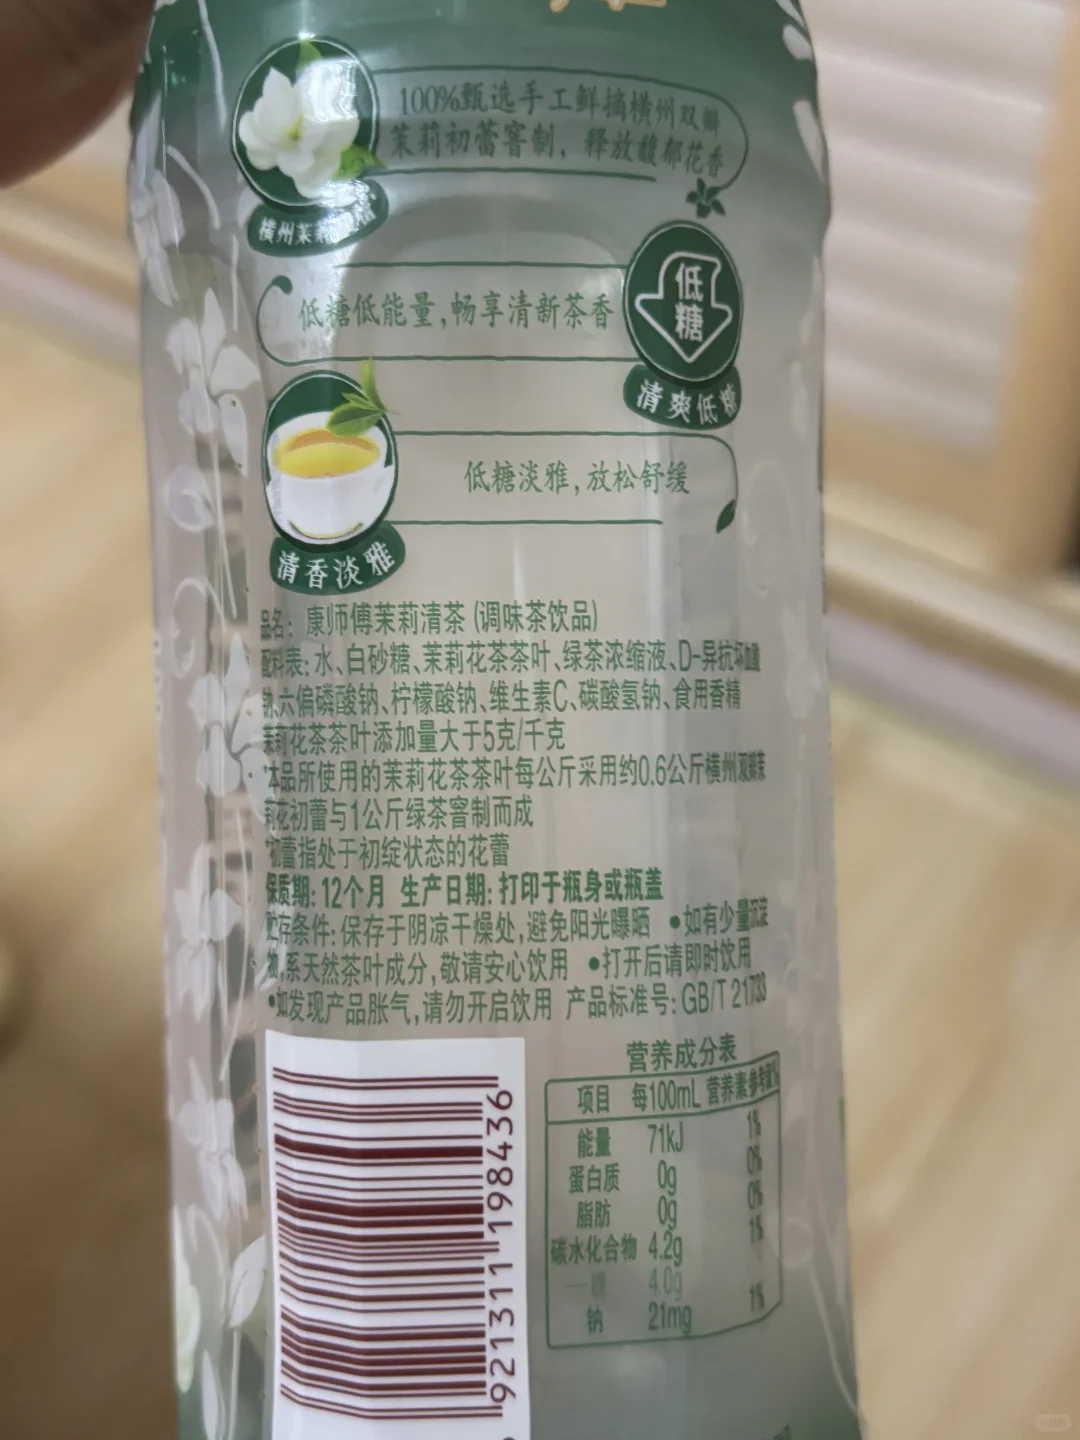 100%甄选手工鲜摘横州双瓣
茉莉初蕾窨制，释放馥郁花香
横州茉莉
低糖低能量,畅享清新茶香
低糖
清爽低糖
低糖淡雅,放松舒缓
清香淡雅
品名：康师傅茉莉清茶 (调味茶饮品)
配料表:水、白砂糖、茉莉花茶茶叶、绿茶浓缩液、D-异抗坏血酸
钠、六偏磷酸钠、柠檬酸钠、维生素C、碳酸氢钠、食用香精
茉莉花茶茶叶添加量大于5克/千克
*本品所使用的茉莉花茶茶叶每公斤采用约0.6公斤横州双瓣茉
莉花初蕾与1公斤绿茶窨制而成
*初蕾指处于初绽状态的花蕾
保质期: 12个月 生产日期: 打印于瓶身或瓶盖
贮存条件:保存于阴凉干燥处,避免阳光曝晒 •如有少量沉淀
物,系天然茶叶成分,敬请安心饮用 •打开后请即时饮用
•如发现产品胀气,请勿开启饮用 产品标准号: GB/T 21733
营养成分表
项目 每100mL 营养素参考值%
能量 71kJ 1%
蛋白质 0g 0%
脂肪 0g 0%
碳水化合物 4.2g 1%
—糖 4.0g
钠 21mg 1%
921311198436